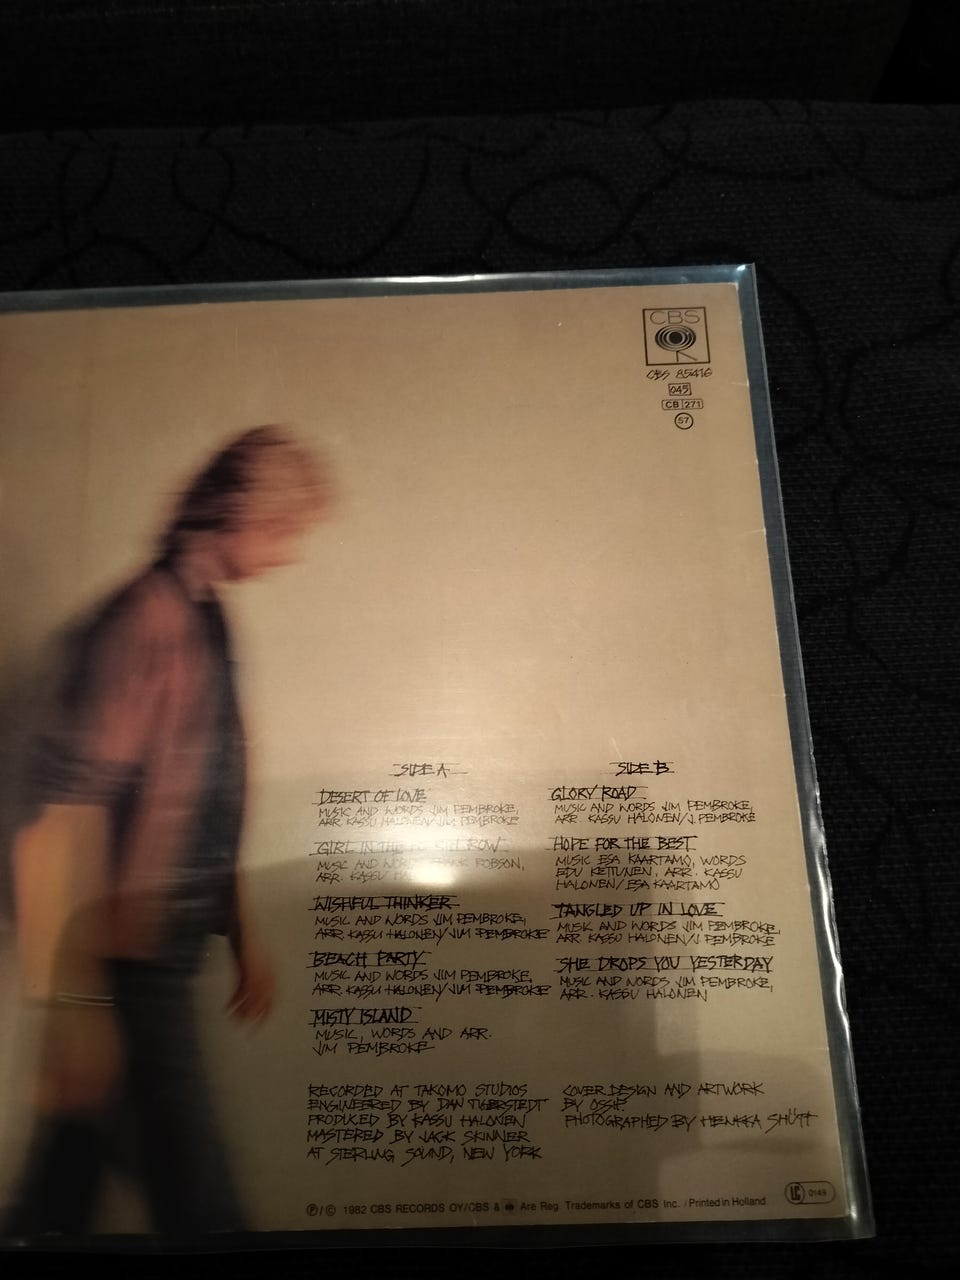 CBS
CBS 85416
045
CB 271
57
SIDE A
DESERT OF LOVE
MUSIC AND WORDS JIM PEMBROKE,
ARR. KASSU HALONEN/JIM PEMBROKE
GIRL IN THE ROW
MUSIC AND ROBSON,
ARR. KASSU
WISHFUL THINKER
MUSIC AND WORDS JIM PEMBROKE,
ARR. KASSU HALONEN/JIM PEMBROKE
BEACH PARTY
MUSIC AND WORDS JIM PEMBROKE,
ARR. KASSU HALONEN/JIM PEMBROKE
MISTY ISLAND
MUSIC, WORDS AND ARR.
JIM PEMBROKE
SIDE B
GLORY ROAD
MUSIC AND WORDS JIM PEMBROKE,
ARR. KASSU HALONEN/J. PEMBROKE
HOPE FOR THE BEST
MUSIC ESA KAARTAMO, WORDS
EDU KETTUNEN, ARR. KASSU
HALONEN/ESA KAARTAMO
TANGLED UP IN LOVE
MUSIC AND WORDS JIM PEMBROKE,
ARR. KASSU HALONEN/J. PEMBROKE
SHE DROPS YOU YESTERDAY
MUSIC AND WORDS JIM PEMBROKE,
ARR. KASSU HALONEN
RECORDED AT TAKOMO STUDIOS
ENGINEERED BY DAN TIGERSTEDT
PRODUCED BY KASSU HALONEN
MASTERED BY JACK SKINNER
AT STERLING SOUND, NEW YORK
COVER DESIGN AND ARTWORK
BY OSSIE
PHOTOGRAPHED BY HENKKA SHÜTT
℗/© 1982 CBS RECORDS OY/CBS & Are Reg. Trademarks of CBS Inc. / Printed in Holland
LC 0149